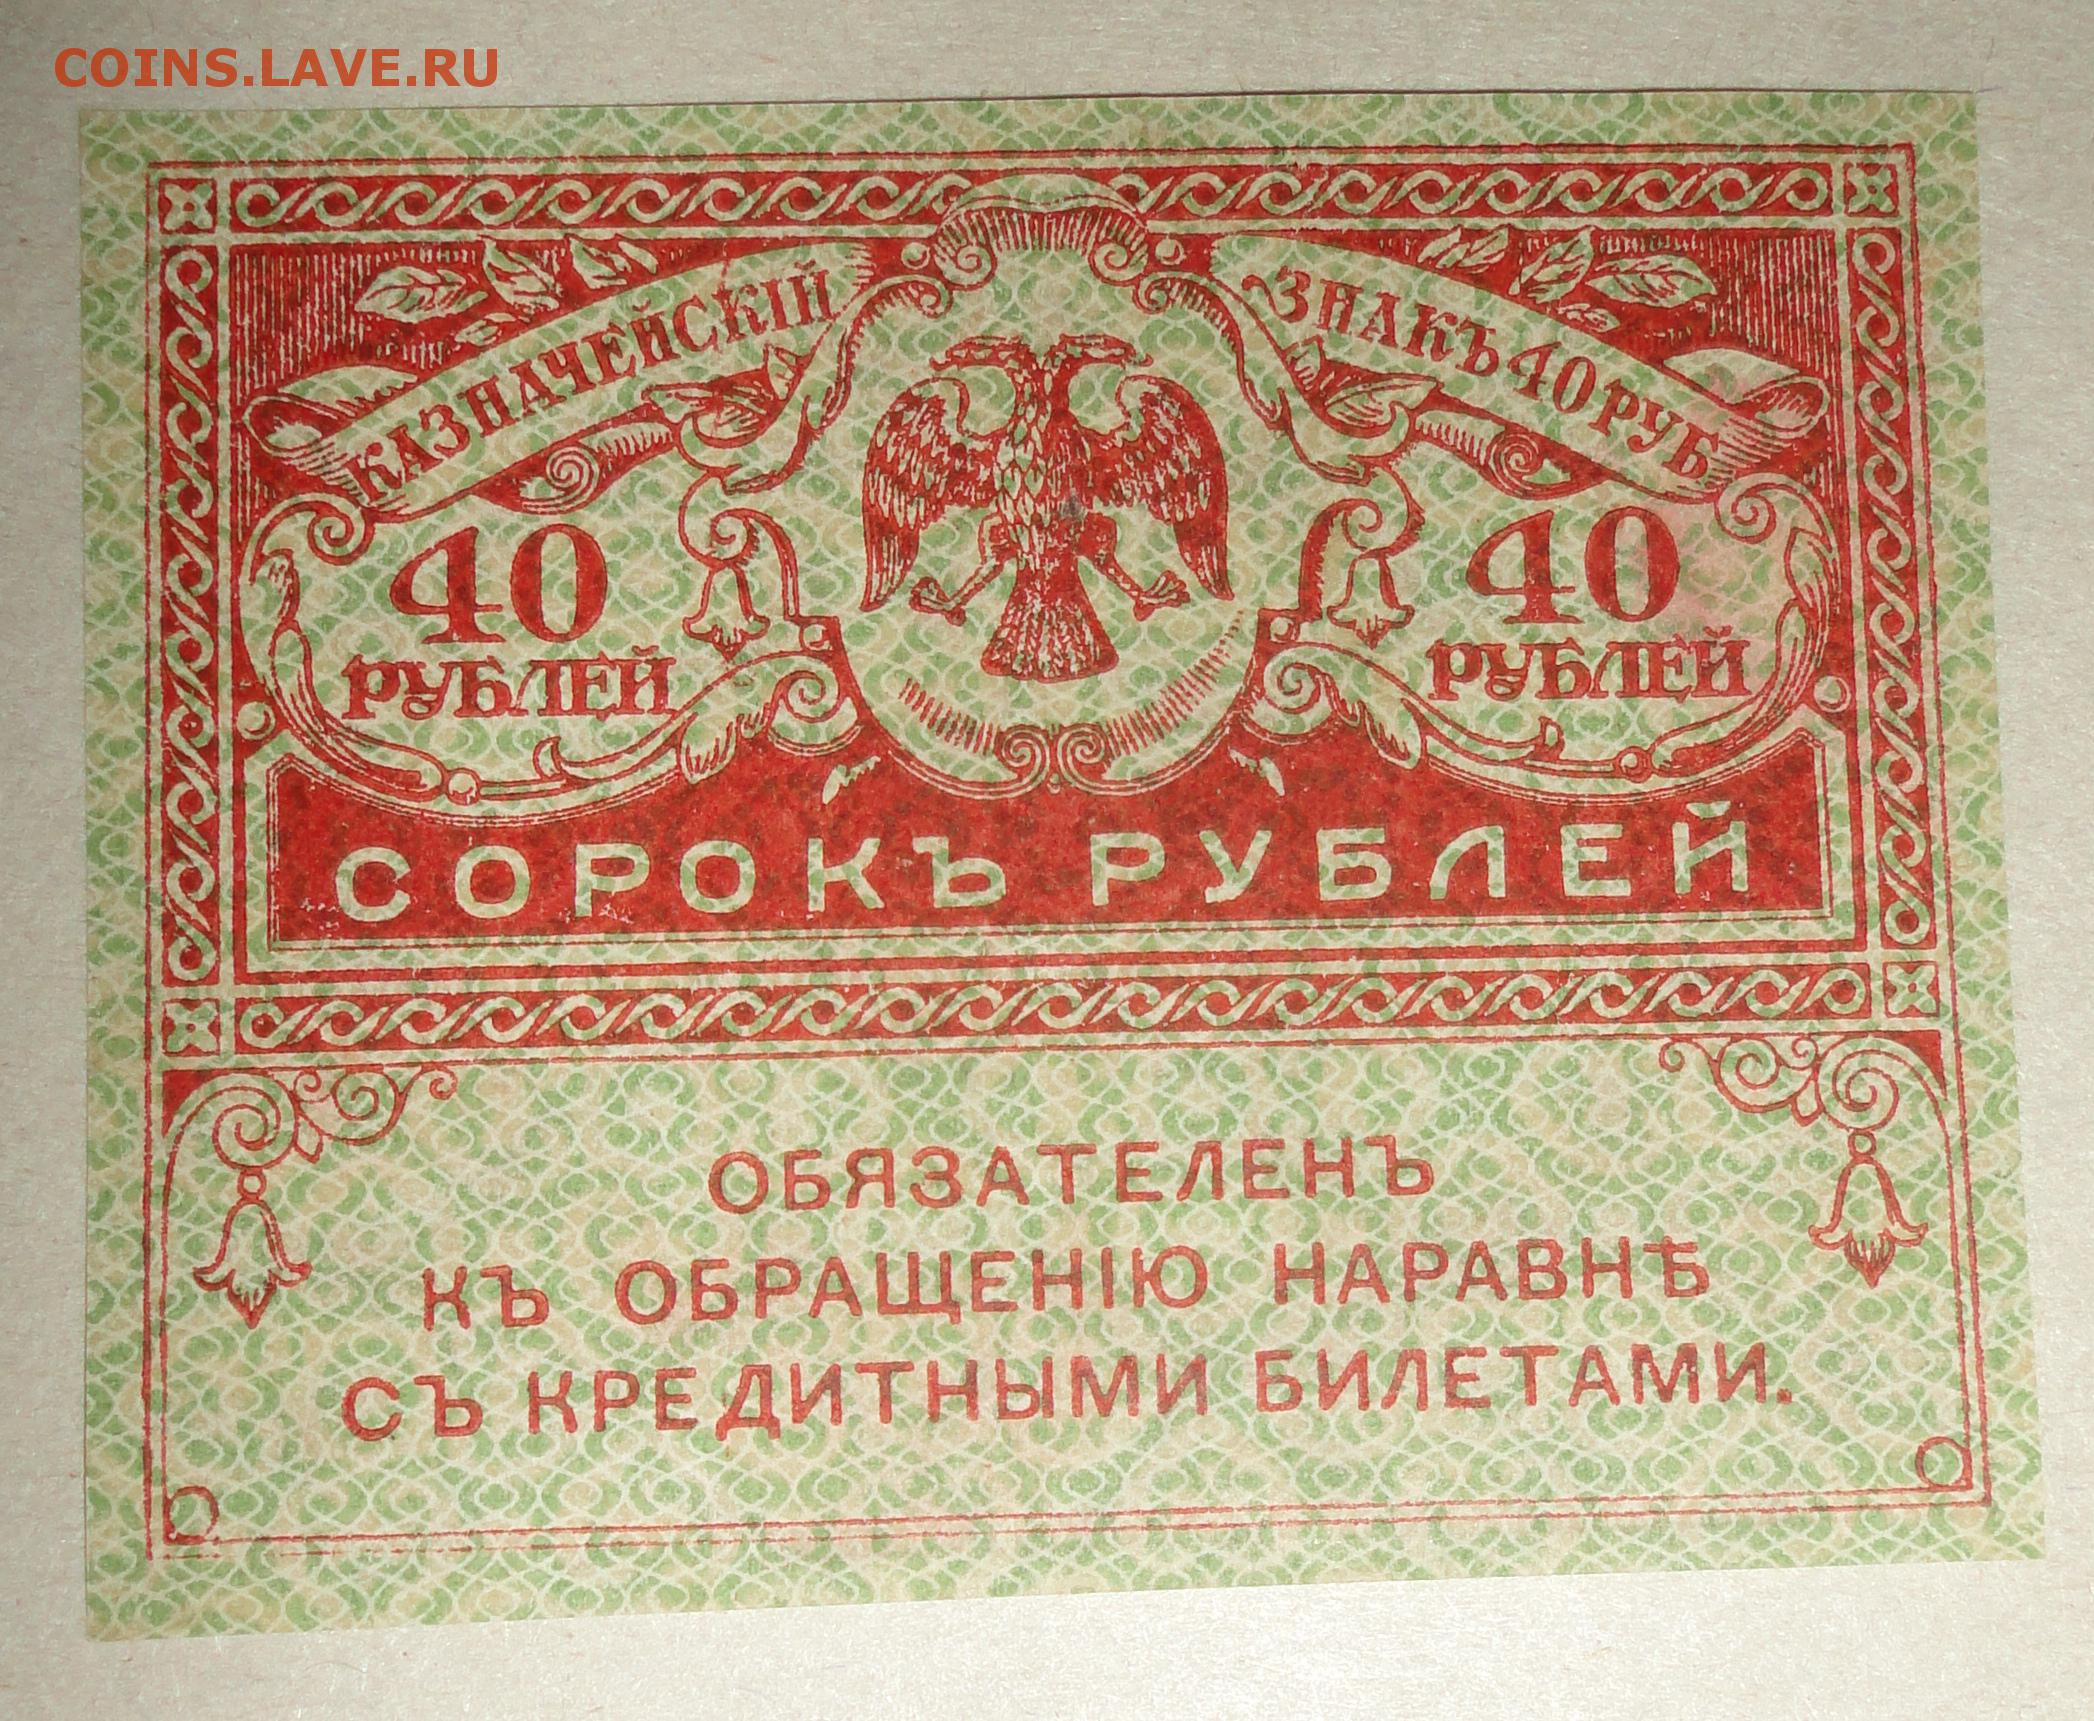 COINS.LAVE.RU
КАЗНАЧЕЙСКІЙ ЗНАКЪ 40 РУБ
40 РУБЛЕЙ
40 РУБЛЕЙ
СОРОКЪ РУБЛЕЙ
ОБЯЗАТЕЛЕНЪ
КЪ ОБРАЩЕНІЮ НАРАВНѢ
СЪ КРЕДИТНЫМИ БИЛЕТАМИ.